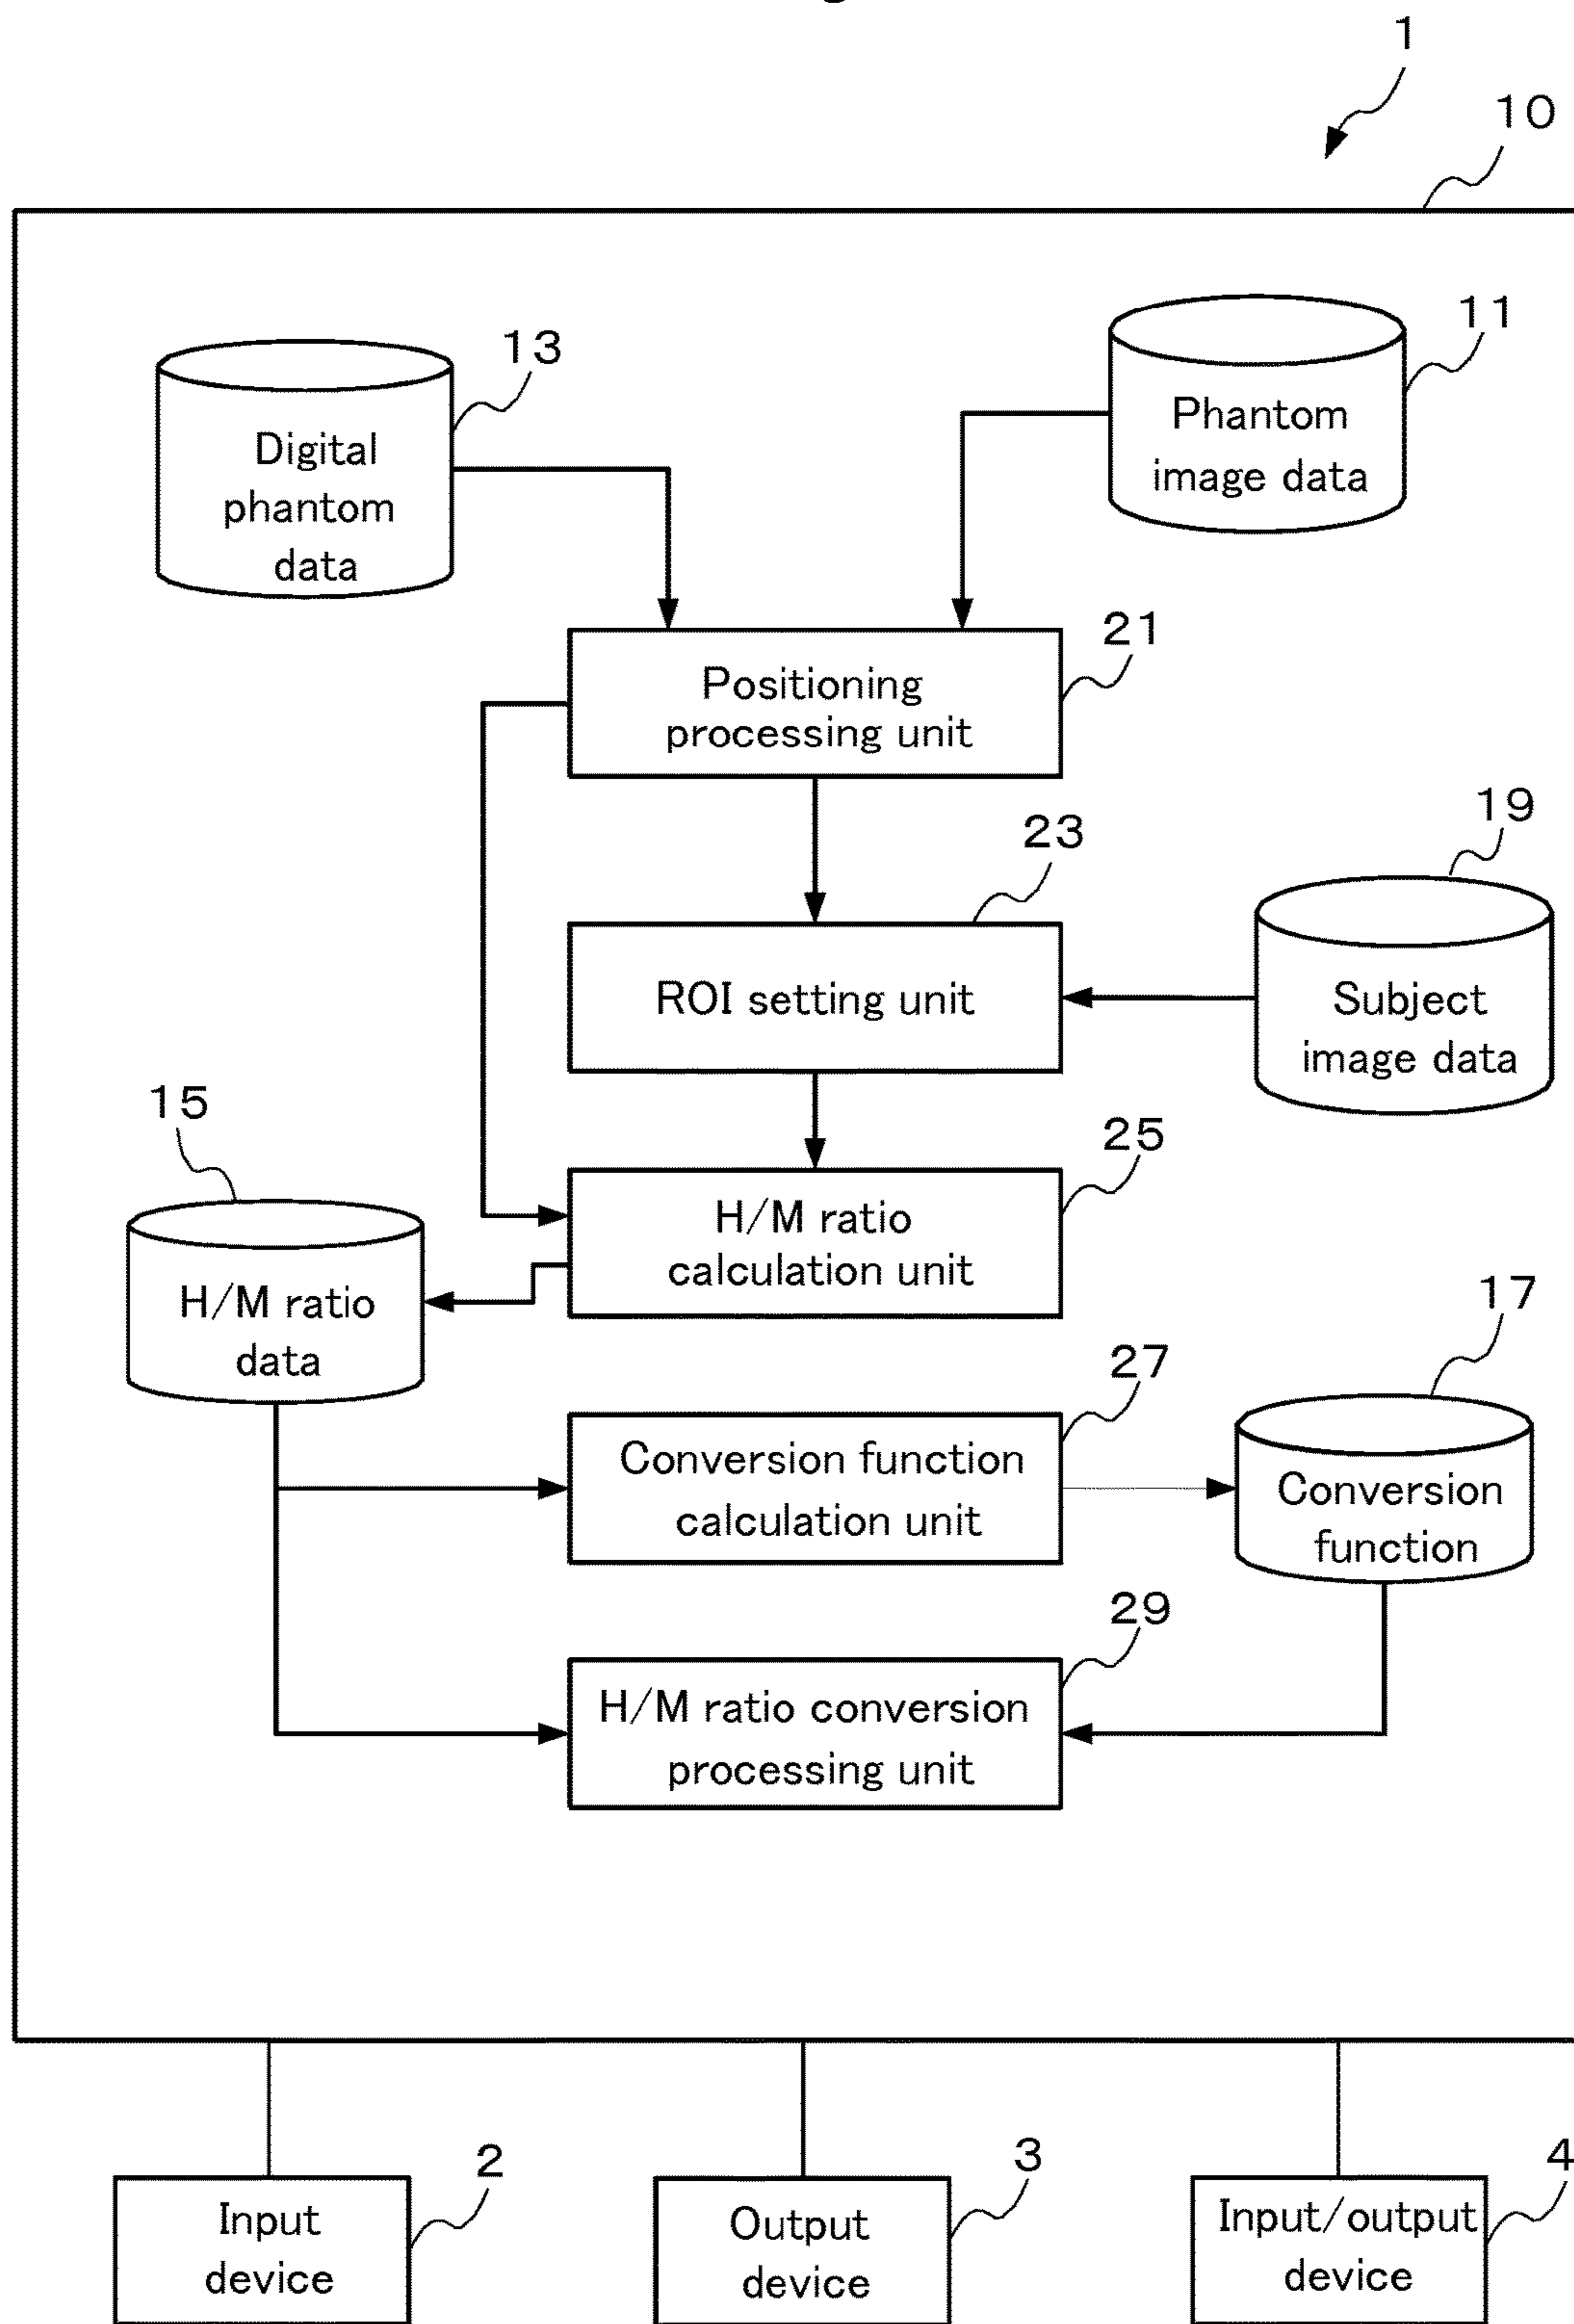 1
10
13
Digital
phantom
data
11
Phantom
image data
21
Positioning
processing unit
19
23
ROI setting unit
Subject
image data
15
25
H/M ratio
calculation unit
H/M ratio
data
17
27
Conversion function
calculation unit
Conversion
function
29
H/M ratio conversion
processing unit
2
Input
device
3
Output
device
4
Input/output
device